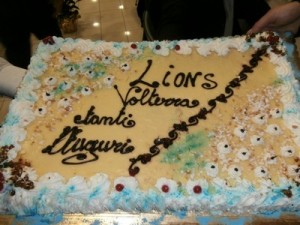 Lions
Volterra
e tanti
Auguri